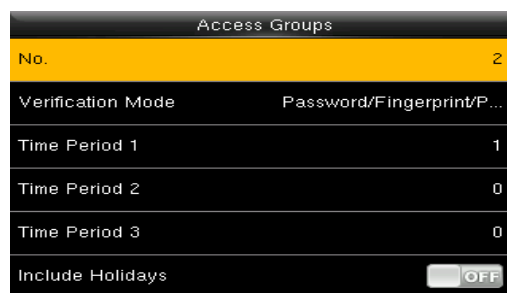 Access Groups
No. 2
Verification Mode Password/Fingerprint/P...
Time Period 1 1
Time Period 2 0
Time Period 3 0
Include Holidays OFF